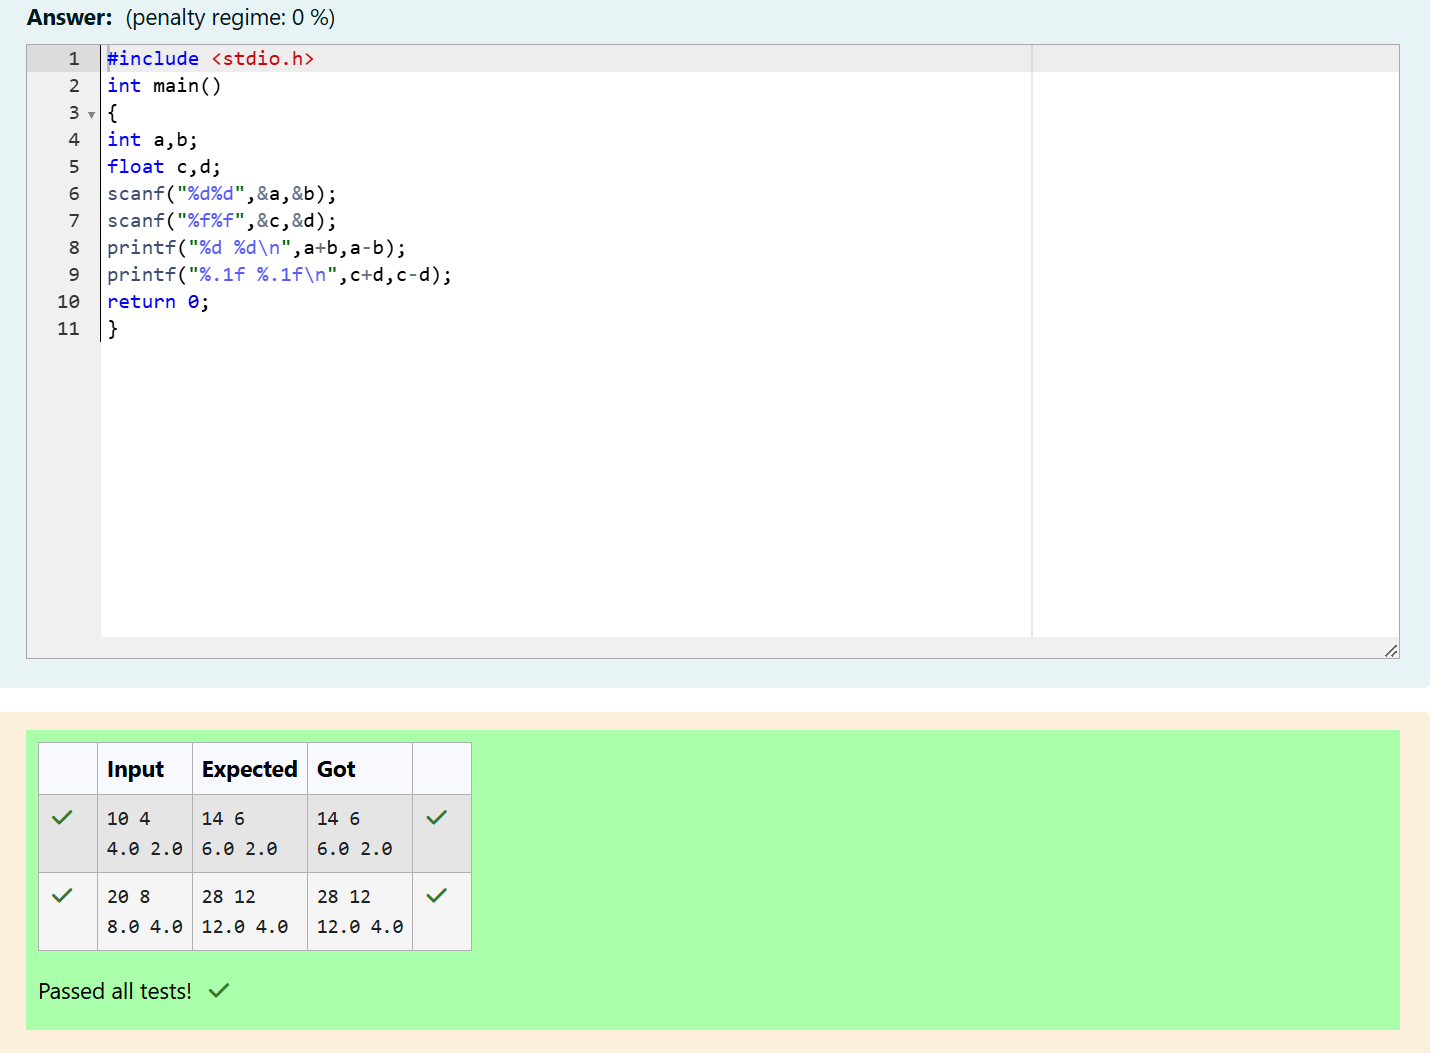 Answer: (penalty regime: 0 %)
1 #include <stdio.h>
2 int main()
3 {
4 int a,b;
5 float c,d;
6 scanf("%d%d",&a,&b);
7 scanf("%f%f",&c,&d);
8 printf("%d %d\n",a+b,a-b);
9 printf("%.1f %.1f\n",c+d,c-d);
10 return 0;
11 }
Input Expected Got
10 4 14 6 14 6
4.0 2.0 6.0 2.0 6.0 2.0
20 8 28 12 28 12
8.0 4.0 12.0 4.0 12.0 4.0
Passed all tests!